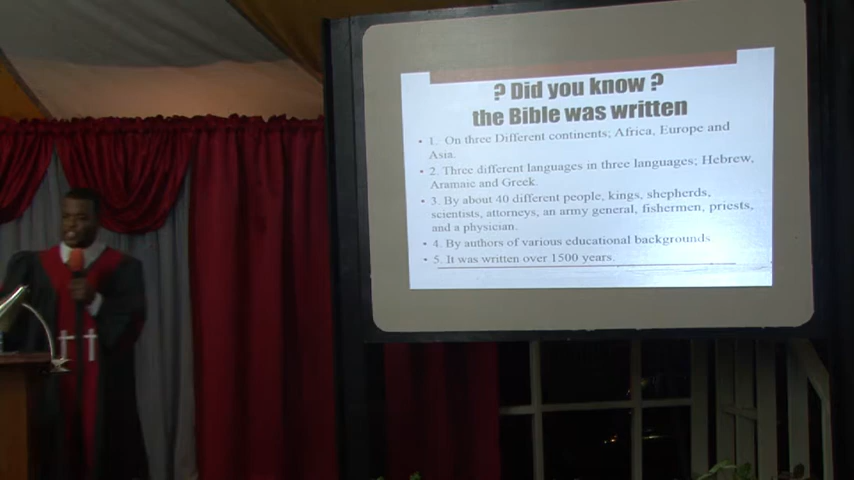 ? Did you know ?
the Bible was written
• 1. On three Different continents; Africa, Europe and
Asia.
• 2. Three different languages in three languages; Hebrew,
Aramaic and Greek.
• 3. By about 40 different people, kings, shepherds,
scientists, attorneys, an army general, fishermen, priests,
and a physician.
• 4. By authors of various educational backgrounds
• 5. It was written over 1500 years.